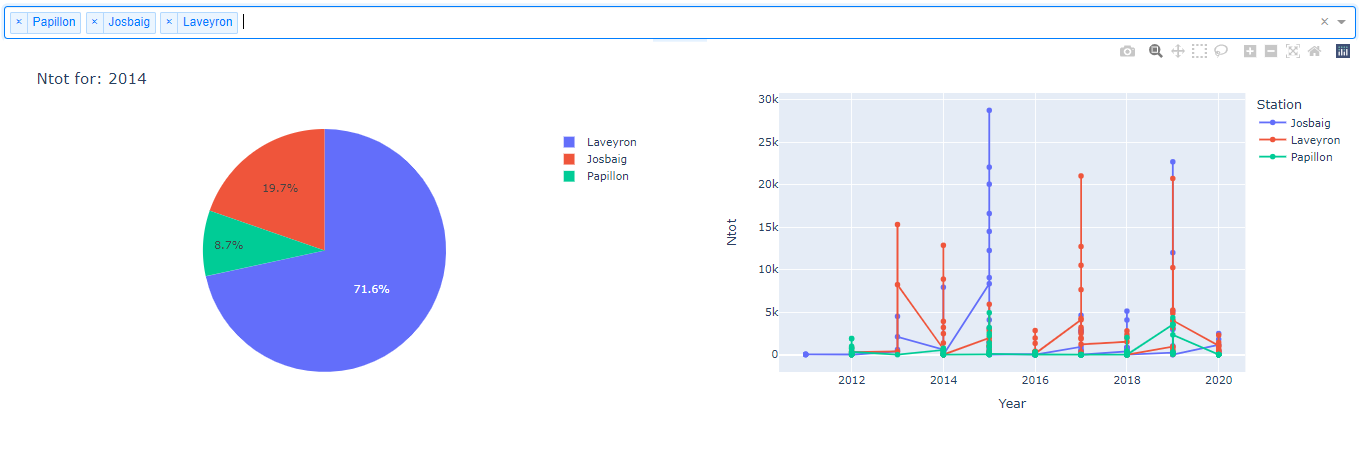 × Papillon × Josbaig × Laveyron ×
Ntot for: 2014
Laveyron
Josbaig
Papillon
19.7%
8.7%
71.6%
Ntot
30k
25k
20k
15k
10k
5k
0
2012 2014 2016 2018 2020
Year
Station
Josbaig
Laveyron
Papillon